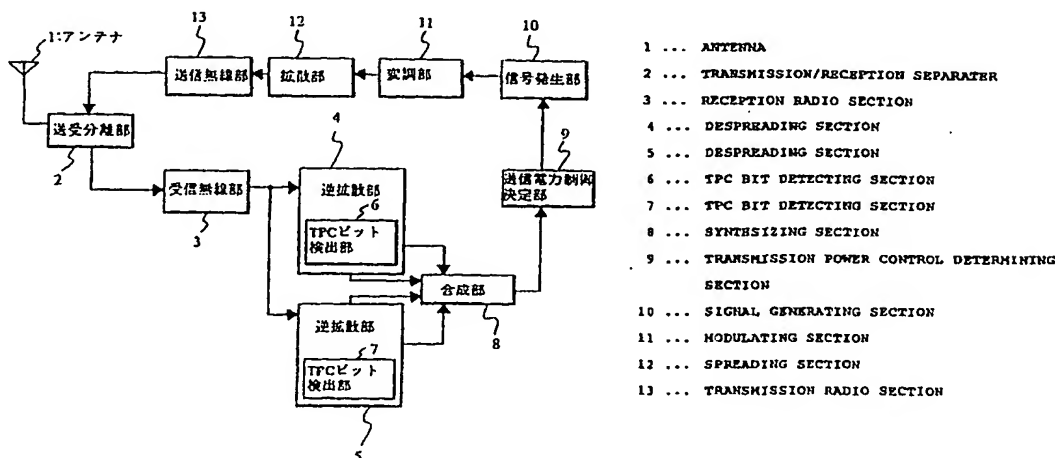 13
12
11
10
1:アンテナ
送信無線部
拡散部
変調部
信号発生部
送受分離部
2
4
9
受信無線部
3
逆拡散部
6
TPCビット
検出部
送信電力制御
決定部
合成部
8
逆拡散部
7
TPCビット
検出部
5
1 ... ANTENNA
2 ... TRANSMISSION/RECEPTION SEPARATER
3 ... RECEPTION RADIO SECTION
4 ... DESPREADING SECTION
5 ... DESPREADING SECTION
6 ... TPC BIT DETECTING SECTION
7 ... TPC BIT DETECTING SECTION
8 ... SYNTHESIZING SECTION
9 ... TRANSMISSION POWER CONTROL DETERMINING
SECTION
10 ... SIGNAL GENERATING SECTION
11 ... MODULATING SECTION
12 ... SPREADING SECTION
13 ... TRANSMISSION RADIO SECTION